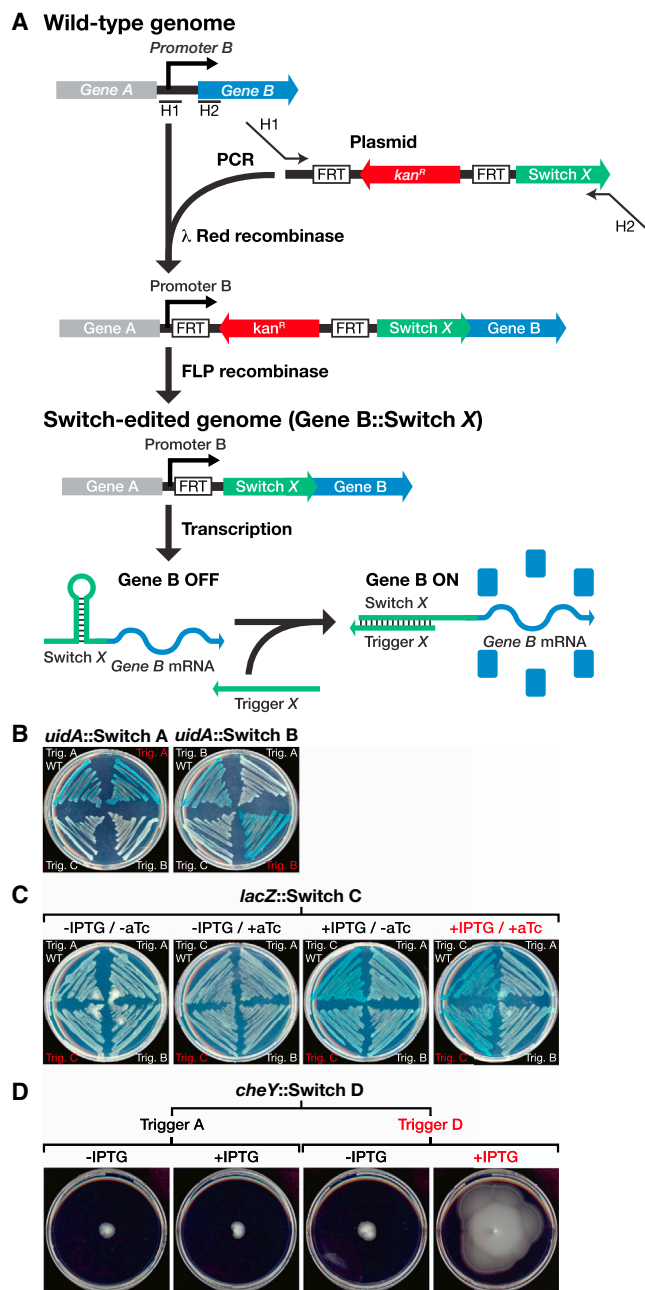 A Wild-type genome
Promoter B
Gene A
Gene B
H1
H2
H1
Plasmid
PCR
FRT
kanᴿ
FRT
Switch X
H2
λ Red recombinase
Promoter B
Gene A
FRT
kanᴿ
FRT
Switch X
Gene B
FLP recombinase
Switch-edited genome (Gene B::Switch X)
Promoter B
Gene A
FRT
Switch X
Gene B
Transcription
Gene B OFF
Gene B ON
Switch X
Trigger X
Switch X
Gene B mRNA
Gene B mRNA
Trigger X
B
uidA::Switch A
uidA::Switch B
Trig. A
Trig. A
WT
Trig. C
Trig. B
Trig. B
Trig. A
WT
Trig. C
Trig. B
C
lacZ::Switch C
-IPTG / -aTc
-IPTG / +aTc
+IPTG / -aTc
+IPTG / +aTc
Trig. C
Trig. A
WT
Trig. C
Trig. B
Trig. C
Trig. A
WT
Trig. C
Trig. B
Trig. C
Trig. A
WT
Trig. C
Trig. B
Trig. C
Trig. A
WT
Trig. C
Trig. B
D
cheY::Switch D
Trigger A
Trigger D
-IPTG
+IPTG
-IPTG
+IPTG